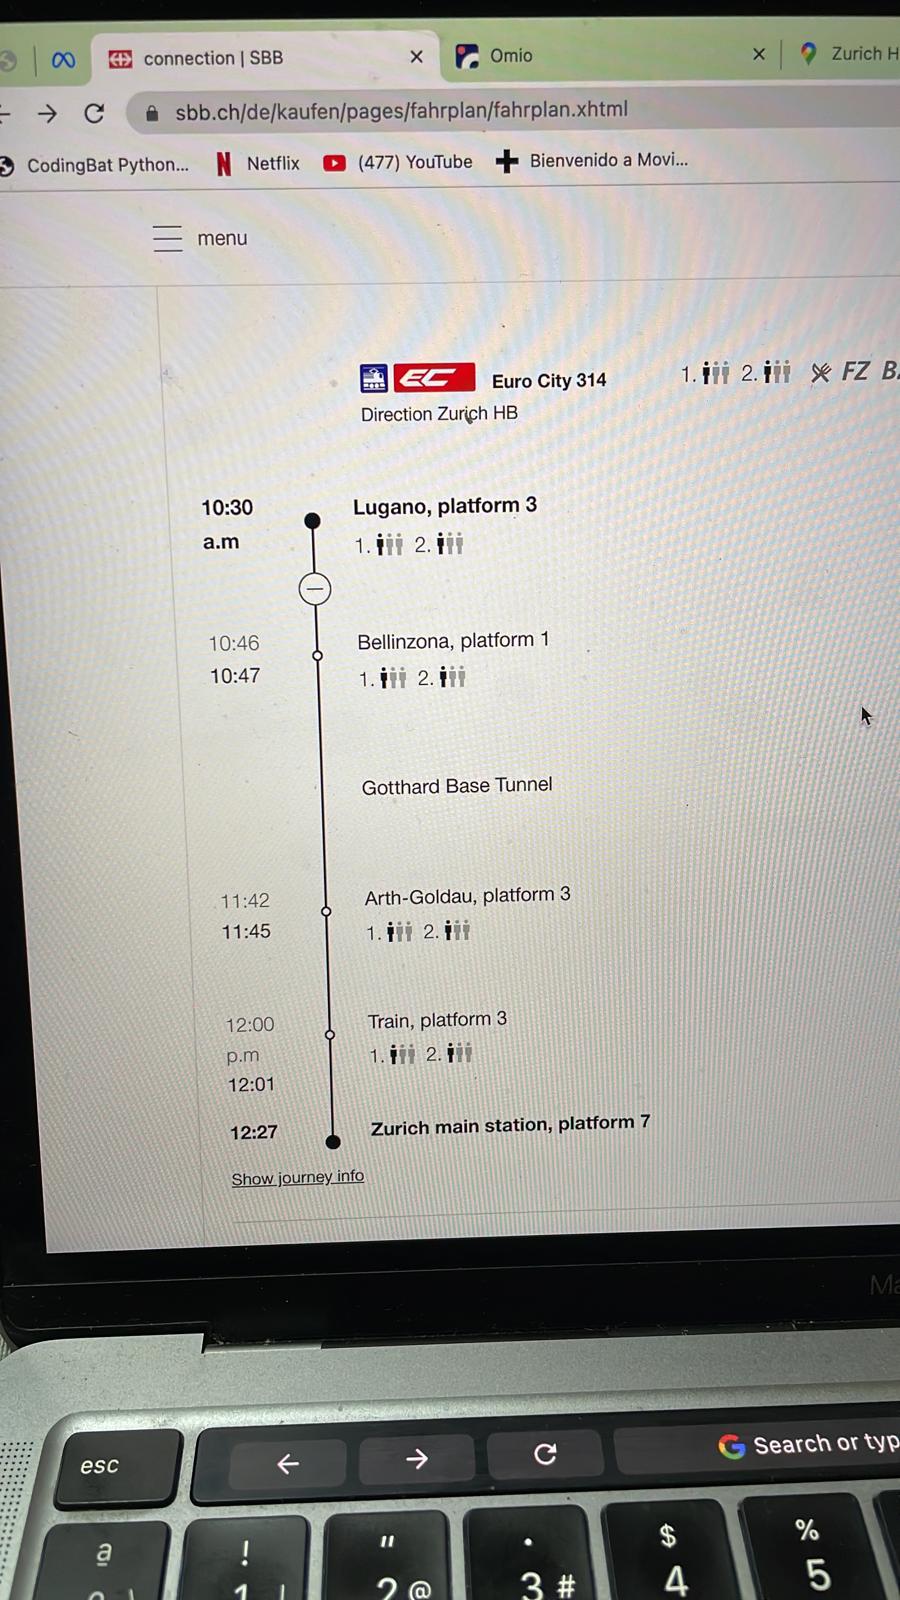 connection | SBB
Omio
Zurich H
sbb.ch/de/kaufen/pages/fahrplan/fahrplan.xhtml
CodingBat Python...
Netflix
(477) YouTube
Bienvenido a Movi...
menu
EC
Euro City 314
1. 2. FZ
Direction Zurich HB
10:30
a.m
Lugano, platform 3
1. 2.
10:46
10:47
Bellinzona, platform 1
1. 2.
Gotthard Base Tunnel
11:42
11:45
Arth-Goldau, platform 3
1. 2.
12:00
p.m
12:01
Train, platform 3
1. 2.
12:27
Zurich main station, platform 7
Show journey info
esc
Search or typ
a
!
"
2 @
·
3 #
$
4
%
5